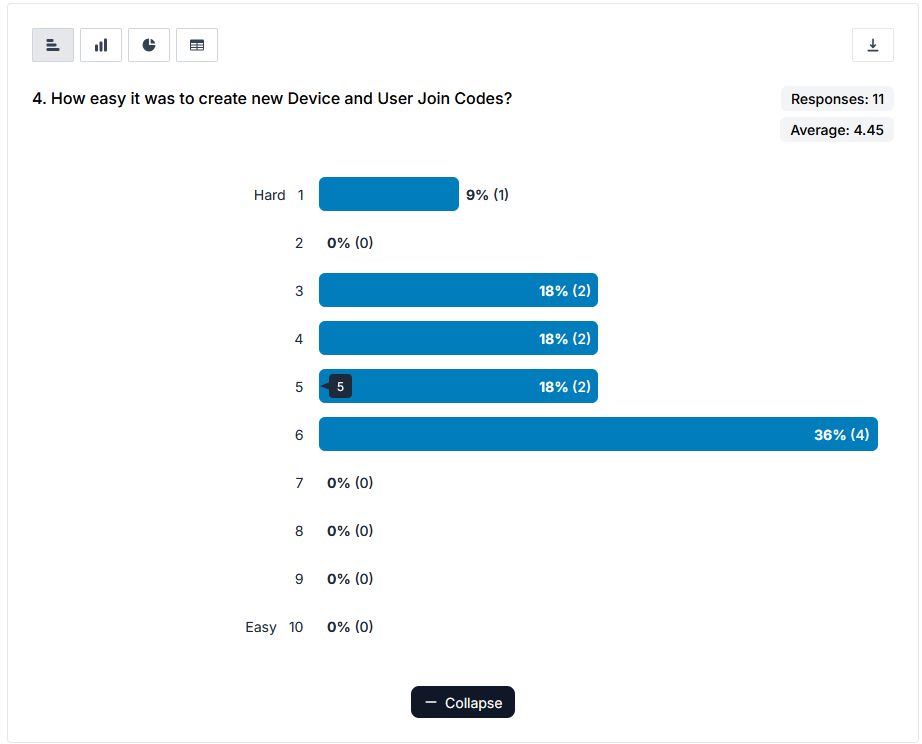 4. How easy it was to create new Device and User Join Codes?
Responses: 11
Average: 4.45
Hard 1 9% (1)
2 0% (0)
3 18% (2)
4 18% (2)
5 5 18% (2)
6 36% (4)
7 0% (0)
8 0% (0)
9 0% (0)
Easy 10 0% (0)
Collapse